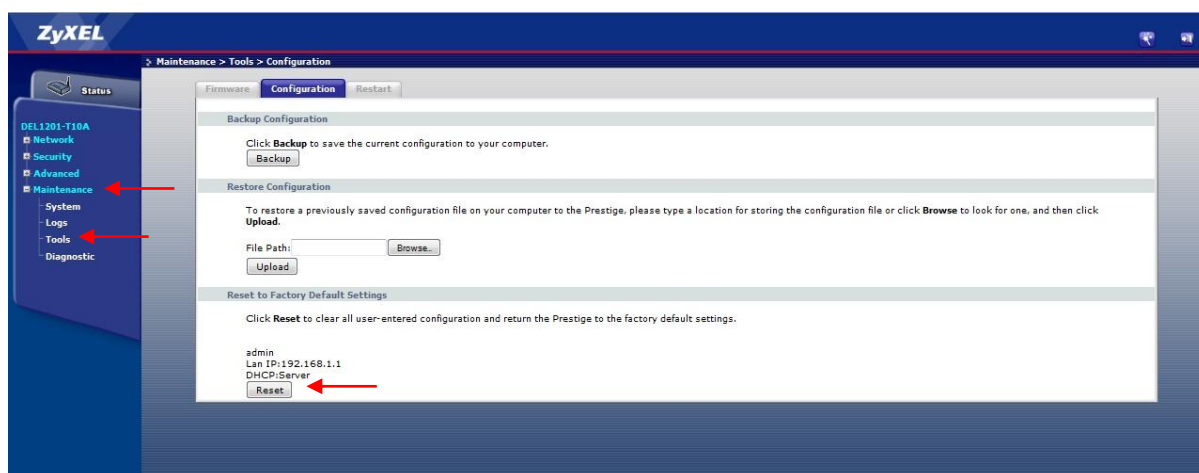 ZyXEL
Maintenance > Tools > Configuration
Status
DEL1201-T10A
Network
Security
Advanced
Maintenance
System
Logs
Tools
Diagnostic
Firmware Configuration Restart
Backup Configuration
Click Backup to save the current configuration to your computer.
Backup
Restore Configuration
To restore a previously saved configuration file on your computer to the Prestige, please type a location for storing the configuration file or click Browse to look for one, and then click
Upload.
File Path: Browse..
Upload
Reset to Factory Default Settings
Click Reset to clear all user-entered configuration and return the Prestige to the factory default settings.
admin
Lan IP:192.168.1.1
DHCP:Server
Reset